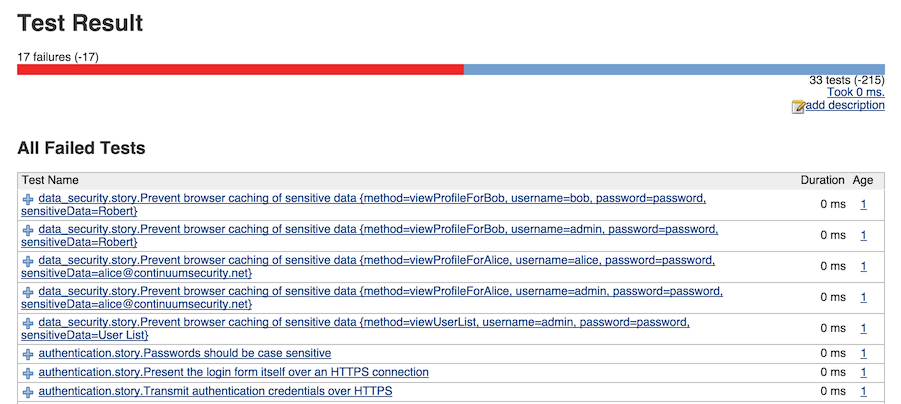 Test Result
17 failures (-17)
33 tests (-215)
Took 0 ms.
add description
All Failed Tests
Test Name Duration Age
data_security.story.Prevent browser caching of sensitive data {method=viewProfileForBob, username=bob, password=password,
sensitiveData=Robert} 0 ms 1
data_security.story.Prevent browser caching of sensitive data {method=viewProfileForBob, username=admin, password=password,
sensitiveData=Robert} 0 ms 1
data_security.story.Prevent browser caching of sensitive data {method=viewProfileForAlice, username=alice, password=password,
sensitiveData=alice@continuumsecurity.net} 0 ms 1
data_security.story.Prevent browser caching of sensitive data {method=viewProfileForAlice, username=admin, password=password,
sensitiveData=alice@continuumsecurity.net} 0 ms 1
data_security.story.Prevent browser caching of sensitive data {method=viewUserList, username=admin, password=password,
sensitiveData=User List} 0 ms 1
authentication.story.Passwords should be case sensitive 0 ms 1
authentication.story.Present the login form itself over an HTTPS connection 0 ms 1
authentication.story.Transmit authentication credentials over HTTPS 0 ms 1